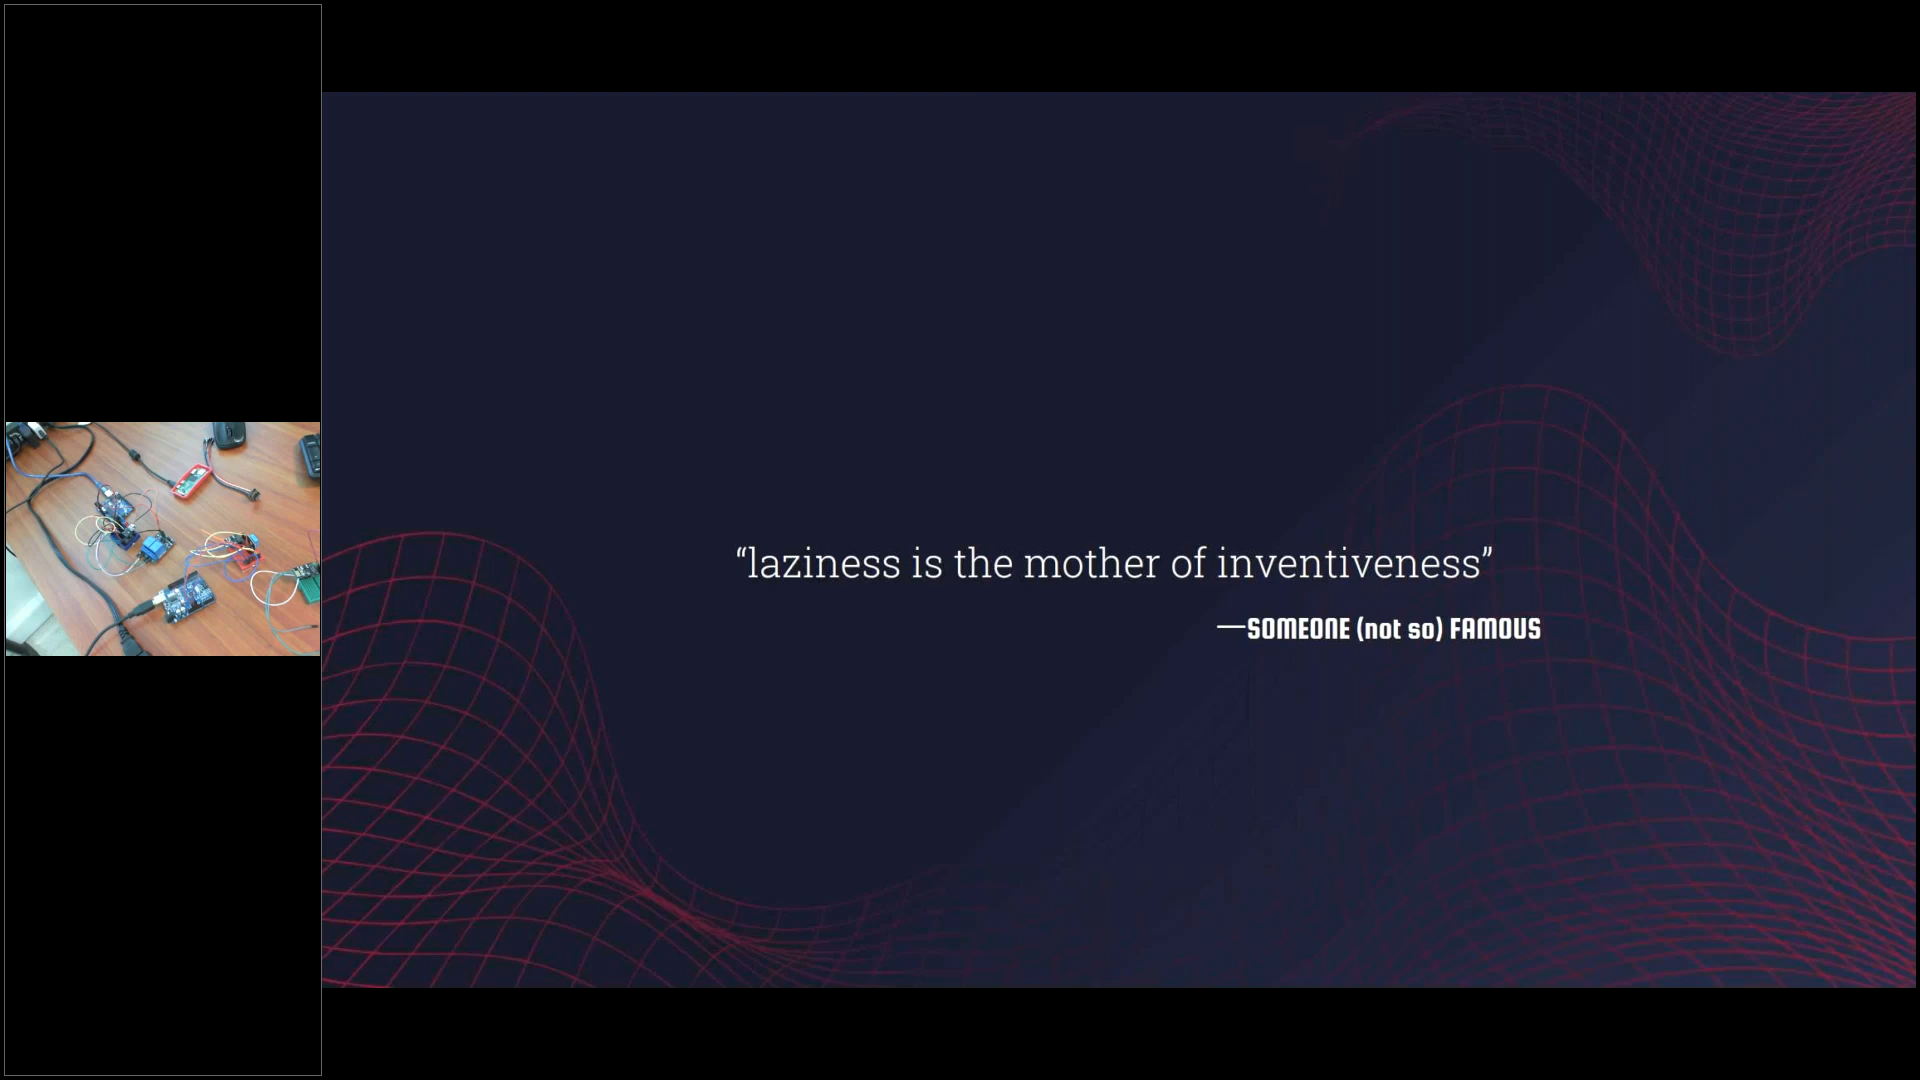 “laziness is the mother of inventiveness”
—SOMEONE (not so) FAMOUS